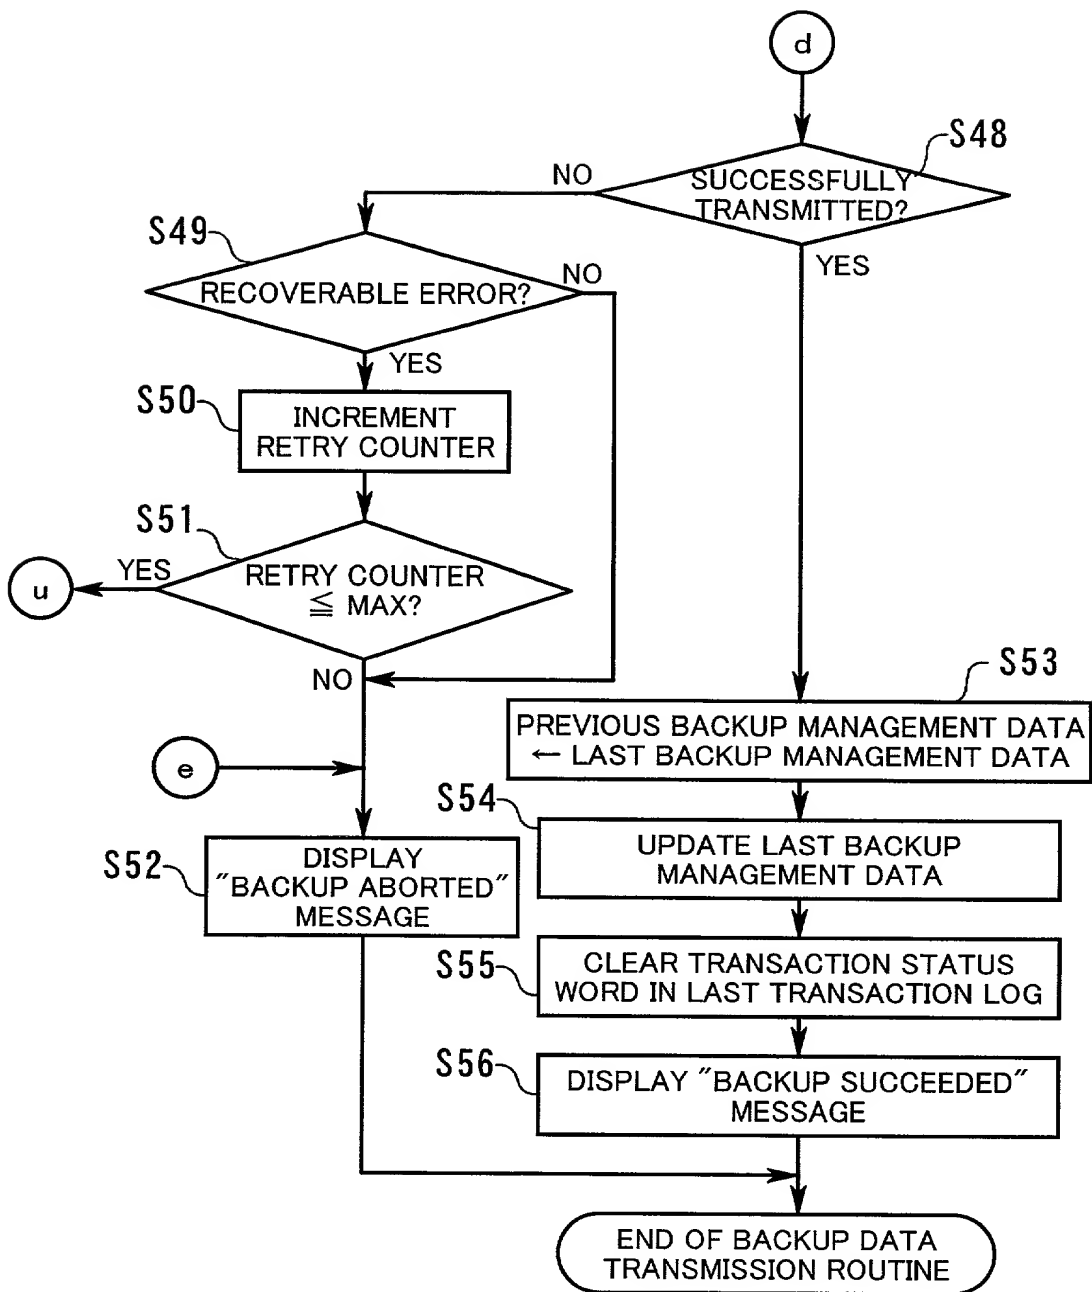 d
S48
SUCCESSFULLY
TRANSMITTED?
NO
YES
S49
RECOVERABLE ERROR?
NO
YES
S50
INCREMENT
RETRY COUNTER
S51
RETRY COUNTER
≦ MAX?
YES
u
NO
e
S52
DISPLAY
"BACKUP ABORTED"
MESSAGE
S53
PREVIOUS BACKUP MANAGEMENT DATA
← LAST BACKUP MANAGEMENT DATA
S54
UPDATE LAST BACKUP
MANAGEMENT DATA
S55
CLEAR TRANSACTION STATUS
WORD IN LAST TRANSACTION LOG
S56
DISPLAY "BACKUP SUCCEEDED"
MESSAGE
END OF BACKUP DATA
TRANSMISSION ROUTINE